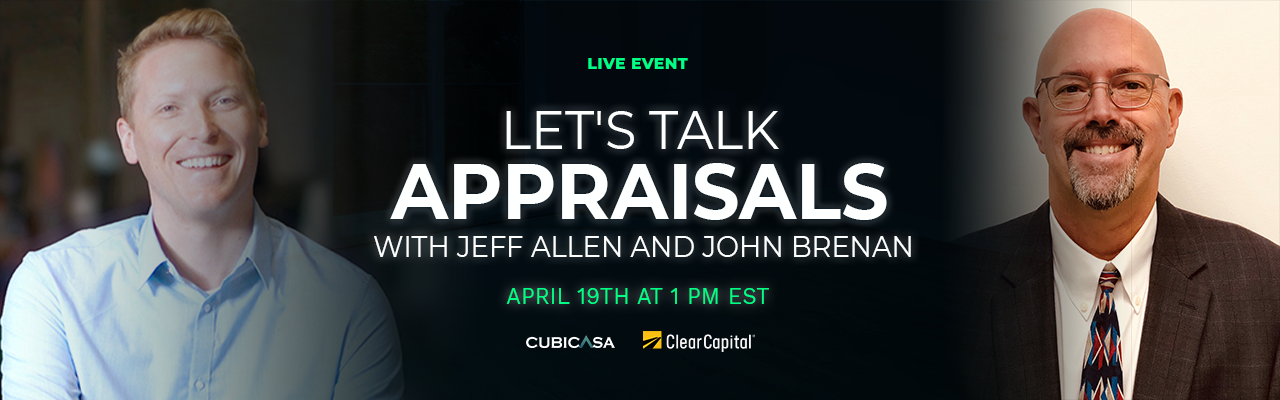 LIVE EVENT
LET'S TALK
APPRAISALS
WITH JEFF ALLEN AND JOHN BRENAN
APRIL 19TH AT 1 PM EST
CUBICASA ClearCapital